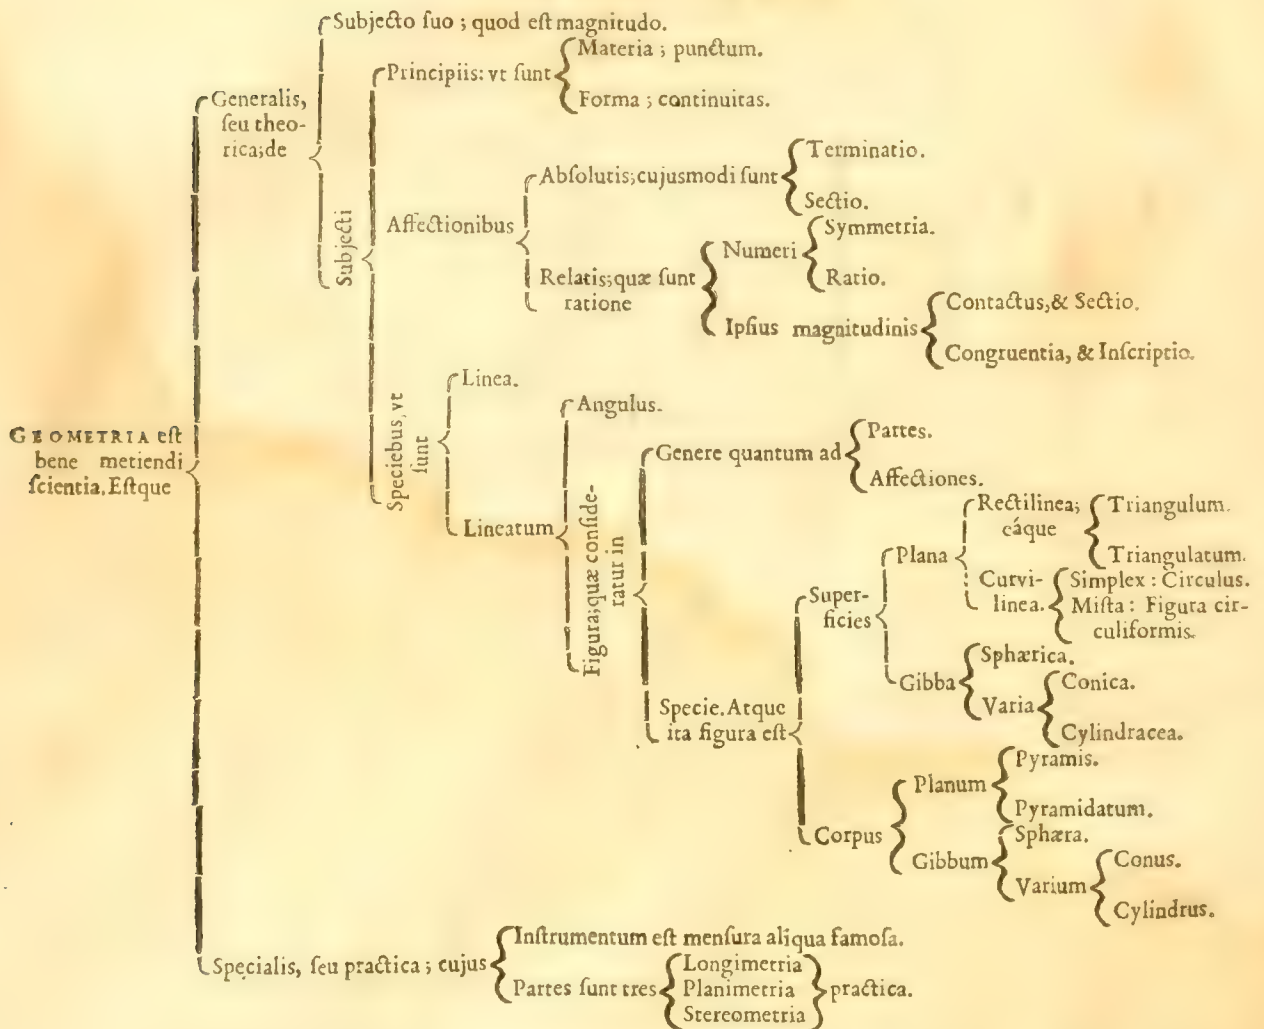 Subjecto ſuo ; quod eſt magnitudo.
Principiis: vt ſunt
Materia ; punctum.
Forma ; continuitas.
Generalis,
ſeu theo-
rica;de
Subjecti
Affectionibus
Abſolutis;cujusmodi ſunt
Terminatio.
Sectio.
Relatis;quæ ſunt
ratione
Numeri
Symmetria.
Ratio.
Ipſius magnitudinis
Contactus,& Sectio.
Congruentia, & Inſcriptio.
Speciebus, vt
ſunt
Linea.
Lineatum
Angulus.
Figura;quæ conſide-
ratur in
Genere quantum ad
Partes.
Affectiones.
GEOMETRIA eſt
bene metiendi
ſcientia. Eſtque
Specie. Atque
ita figura eſt
Super-
ficies
Plana
Rectilinea;
eáque
Triangulum.
Triangulatum.
Curvi-
linea.
Simplex : Circulus.
Miſta : Figura cir-
culiformis.
Gibba
Sphærica.
Varia
Conica.
Cylindracea.
Corpus
Planum
Pyramis.
Pyramidatum.
Gibbum
Sphæra.
Varium
Conus.
Cylindrus.
Specialis, ſeu practica ; cujus
Inſtrumentum eſt menſura aliqua famoſa.
Partes ſunt tres
Longimetria
Planimetria
Stereometria
practica.